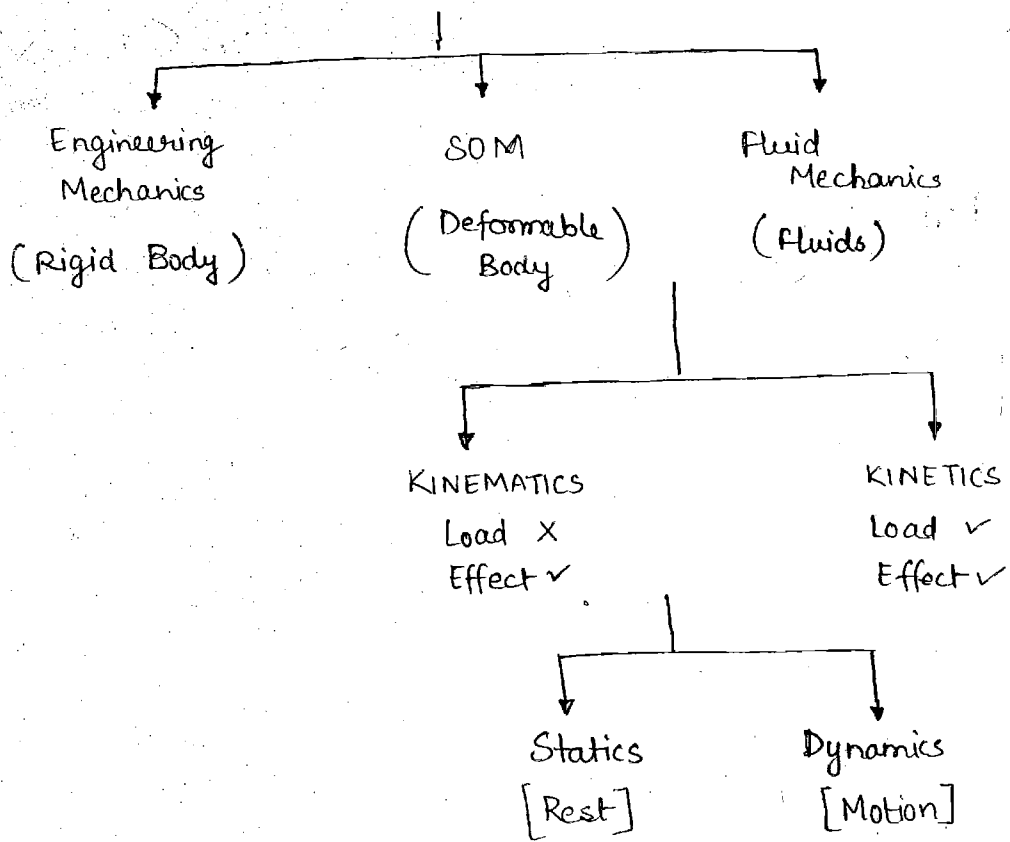 Engineering
Mechanics
(Rigid Body)
SOM
(Deformable
Body)
Fluid
Mechanics
(Fluids)
KINEMATICS
Load X
Effect ✓
KINETICS
Load ✓
Effect ✓
Statics
[Rest]
Dynamics
[Motion]